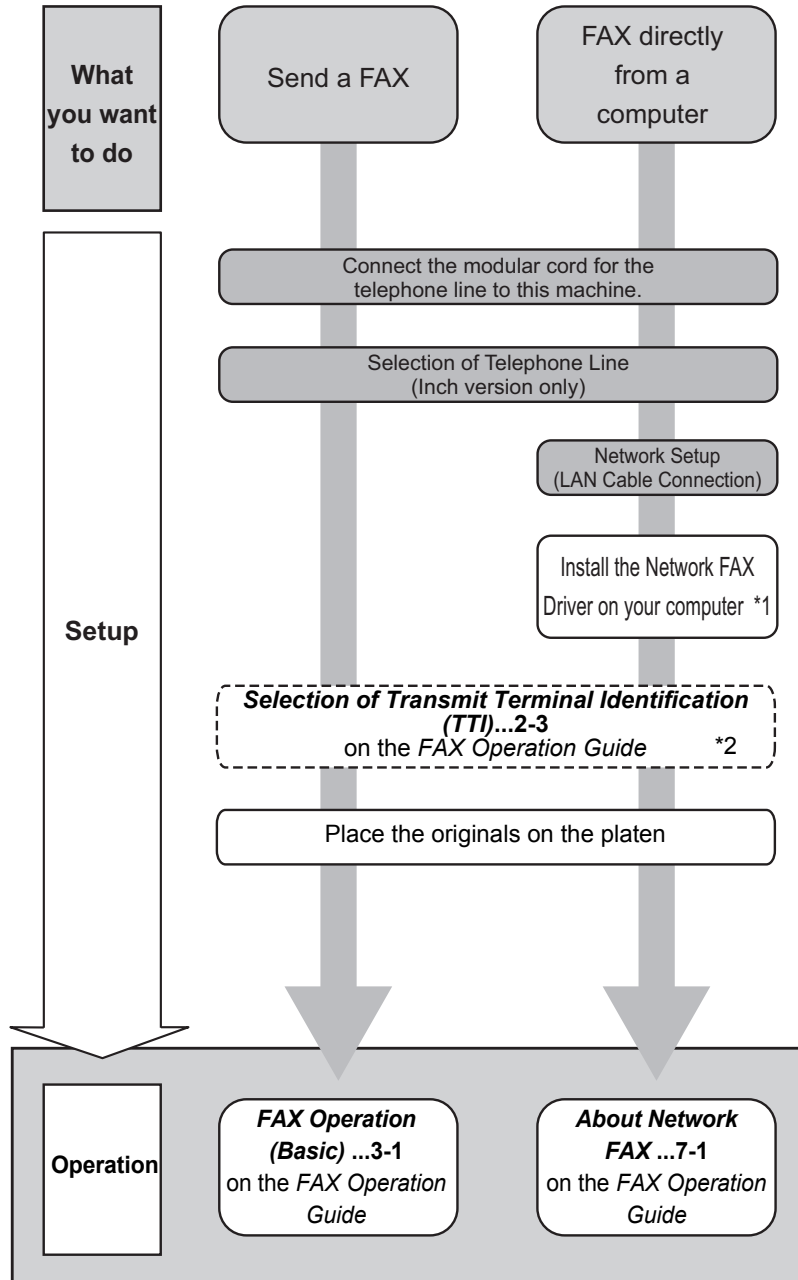 What
you want
to do
Send a FAX
FAX directly
from a
computer
Setup
Connect the modular cord for the
telephone line to this machine.
Selection of Telephone Line
(Inch version only)
Network Setup
(LAN Cable Connection)
Install the Network FAX
Driver on your computer *1
Selection of Transmit Terminal Identification
(TTI)...2-3
on the FAX Operation Guide *2
Place the originals on the platen
Operation
FAX Operation
(Basic) ...3-1
on the FAX Operation
Guide
About Network
FAX ...7-1
on the FAX Operation
Guide